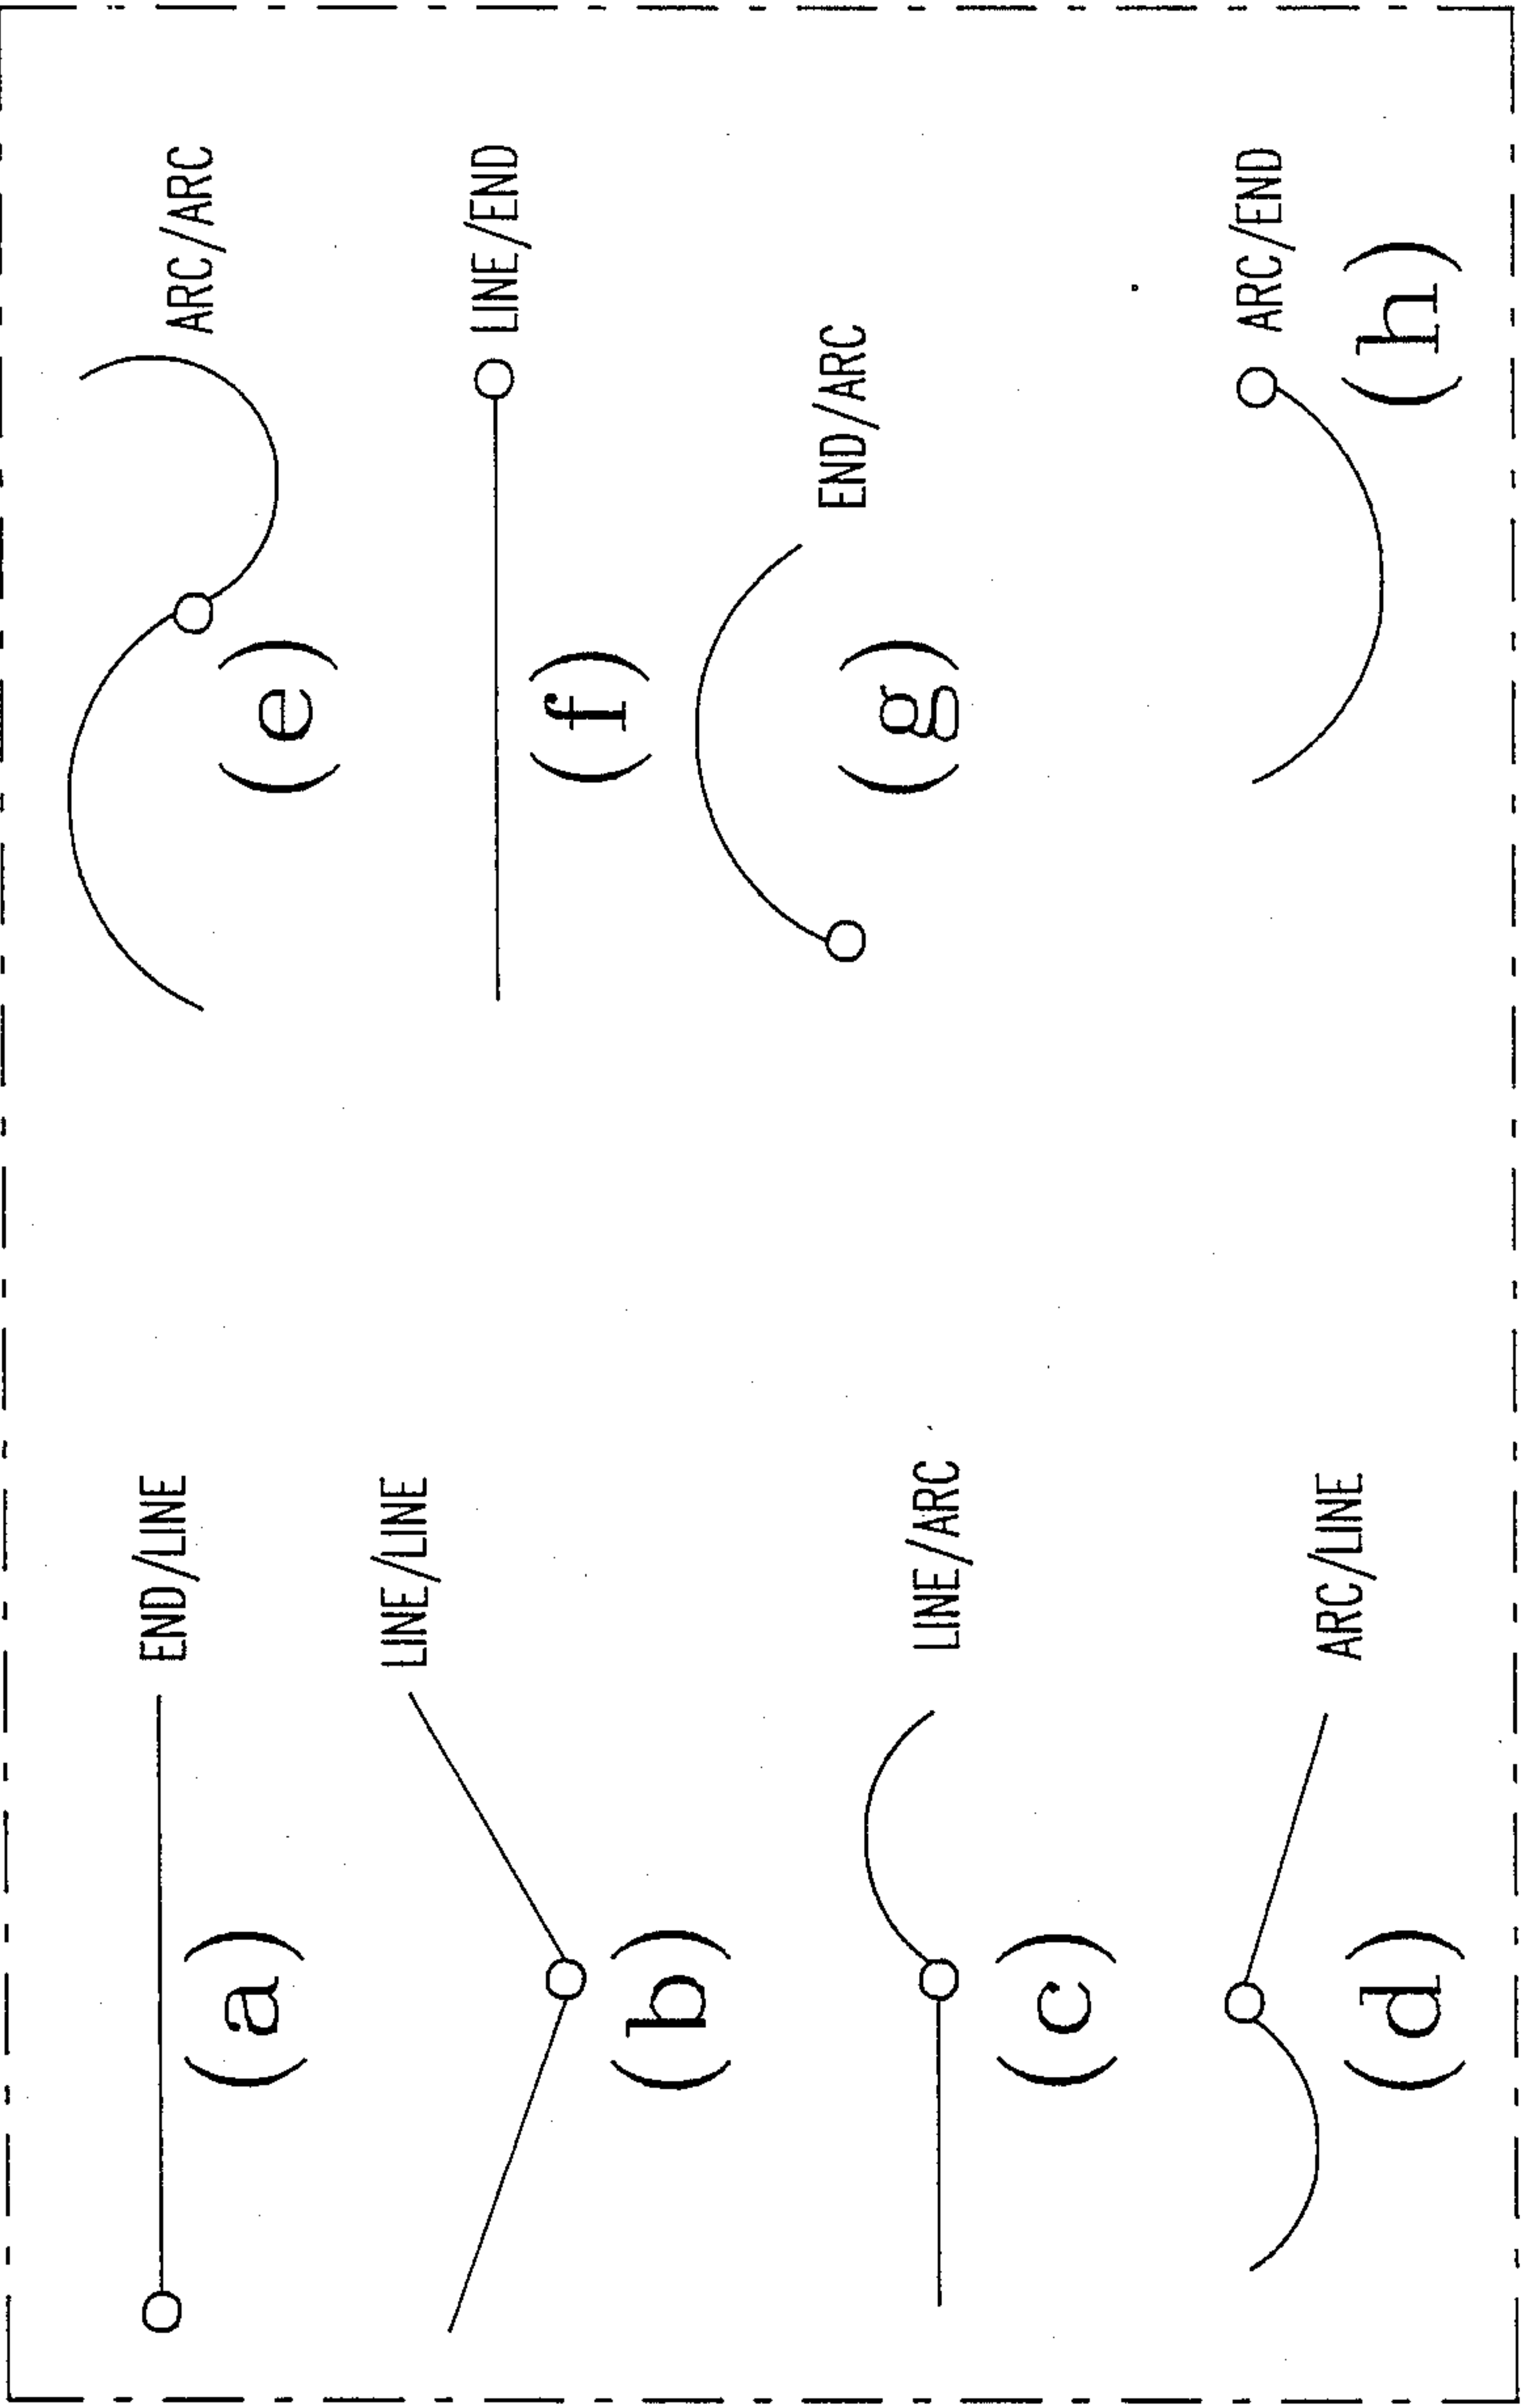 END/LINE
(a)
LINE/LINE
(b)
LINE/ARC
(c)
ARC/LINE
(d)
ARC/ARC
(e)
LINE/END
(f)
END/ARC
(g)
ARC/END
(h)